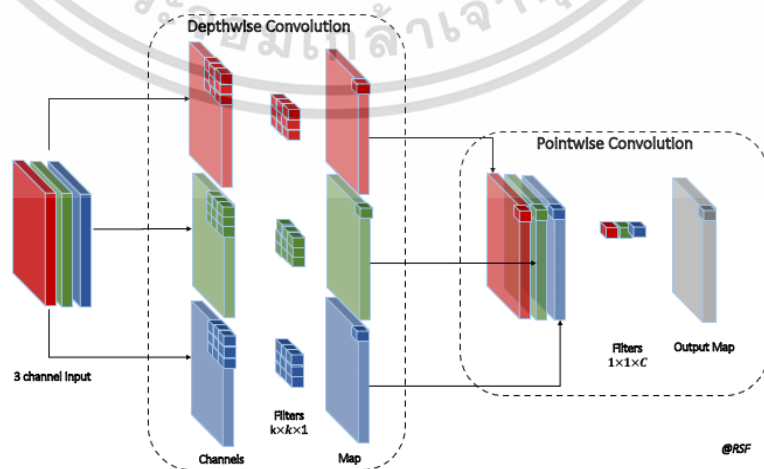 Depthwise Convolution
Pointwise Convolution
3 channel input
Filters
k×k×1
Channels
Map
Filters
1×1×C
Output Map
@RSF